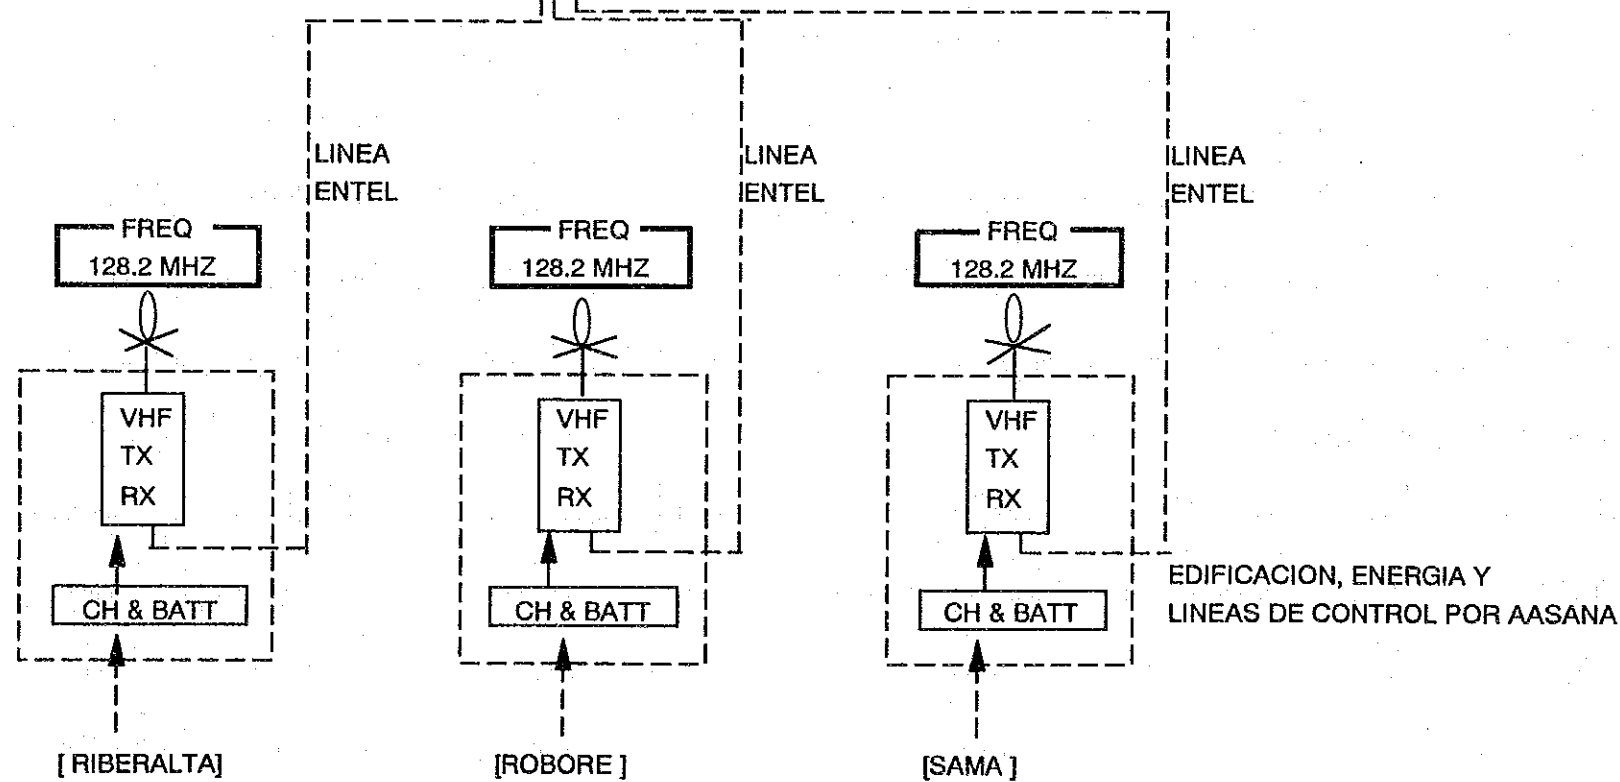 LINEA
ENTEL
LINEA
ENTEL
LINEA
ENTEL
FREQ
128.2 MHZ
FREQ
128.2 MHZ
FREQ
128.2 MHZ
VHF
TX
RX
VHF
TX
RX
VHF
TX
RX
CH & BATT
CH & BATT
CH & BATT
EDIFICACION, ENERGIA Y
LINEAS DE CONTROL POR AASANA
[ RIBERALTA]
[ROBORE ]
[SAMA ]